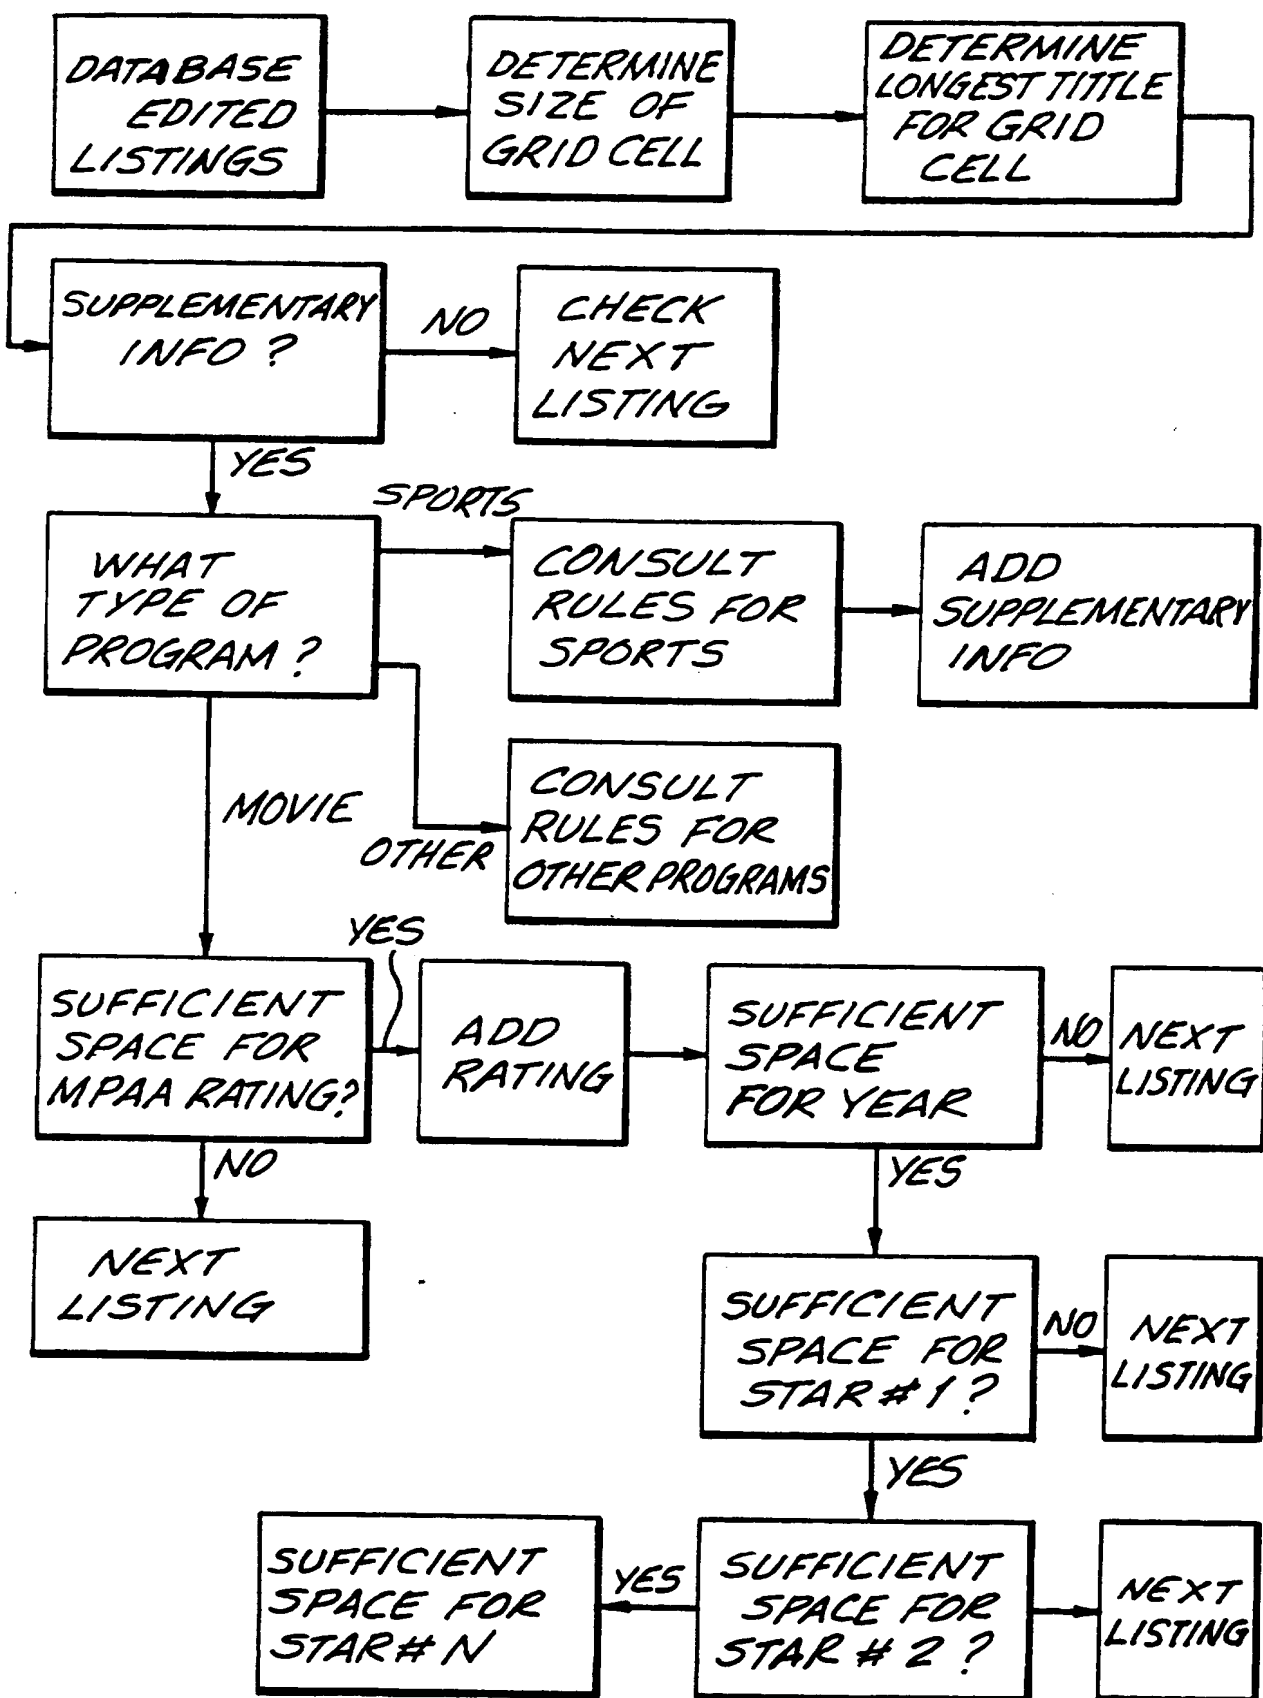 DATABASE
EDITED
LISTINGS
DETERMINE
SIZE OF
GRID CELL
DETERMINE
LONGEST TITTLE
FOR GRID
CELL
SUPPLEMENTARY
INFO ?
NO
CHECK
NEXT
LISTING
YES
WHAT
TYPE OF
PROGRAM ?
SPORTS
CONSULT
RULES FOR
SPORTS
ADD
SUPPLEMENTARY
INFO
MOVIE
OTHER
CONSULT
RULES FOR
OTHER PROGRAMS
SUFFICIENT
SPACE FOR
MPAA RATING?
YES
ADD
RATING
SUFFICIENT
SPACE
FOR YEAR
NO
NEXT
LISTING
NO
NEXT
LISTING
YES
SUFFICIENT
SPACE FOR
STAR # 1 ?
NO
NEXT
LISTING
YES
SUFFICIENT
SPACE FOR
STAR # 2 ?
NEXT
LISTING
YES
SUFFICIENT
SPACE FOR
STAR # N